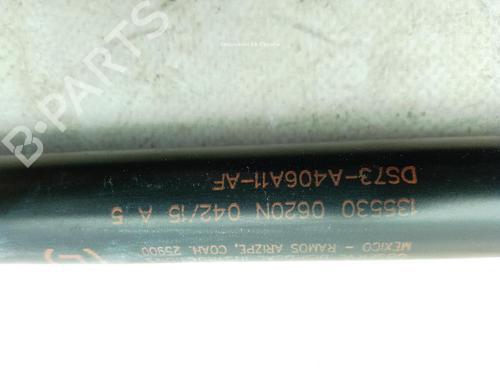 MEXICO - RAMOS ARIZPE, COAH. 25900
135530 0620N 042/15 A 5
DS73-A406A11-AF
B-PARTS